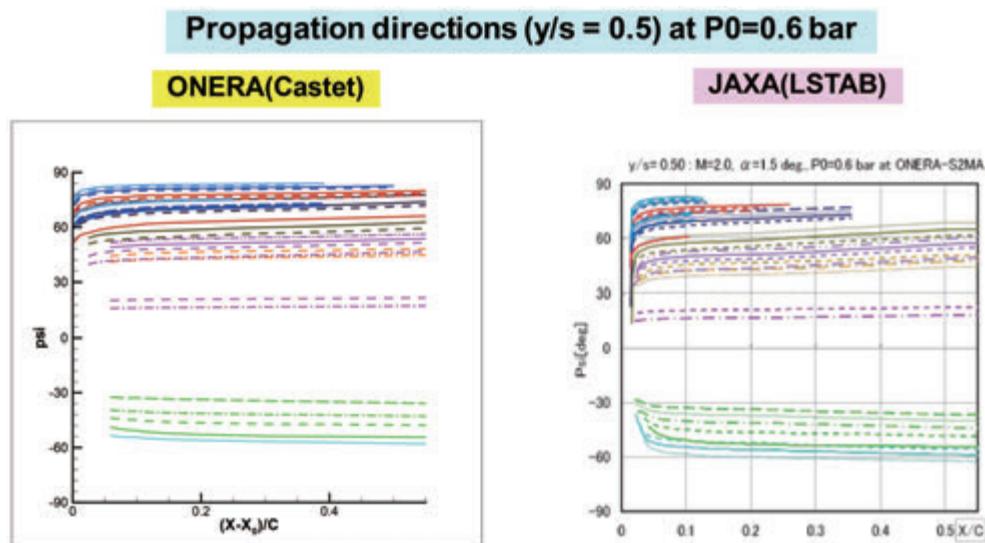 Propagation directions (y/s = 0.5) at P0=0.6 bar
ONERA(Castet)
JAXA(LSTAB)
90
60
30
0
-30
-60
-90
psi
0
0.2
0.4
(X-X₀)/C
y/s= 0.50 : M=2.0, α=1.5 deg., P0=0.6 bar at ONERA-S2MA
90
60
30
0
-30
-60
-90
Psi[deg]
0
0.1
0.2
0.3
0.4
0.5
X/C